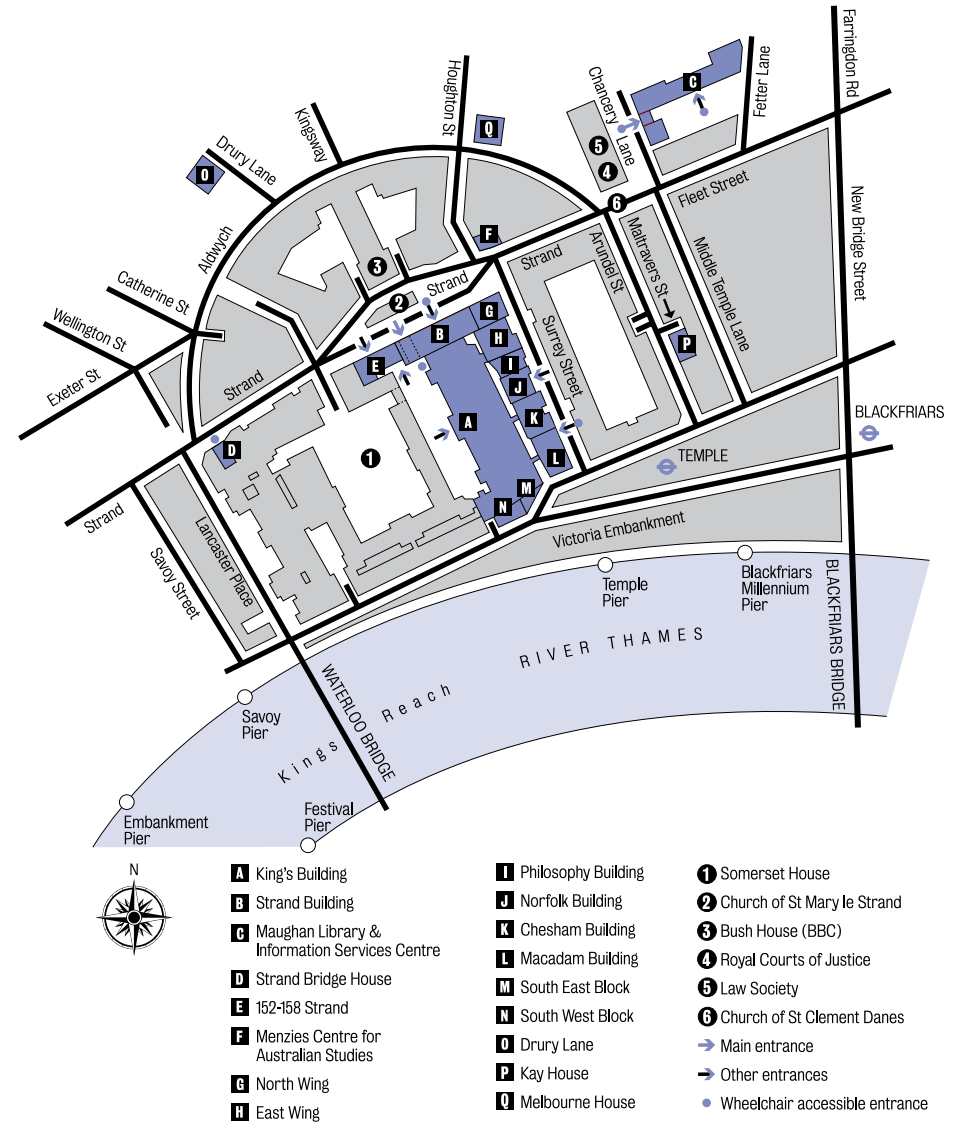 Farringdon Rd
Fetter Lane
Chancery
Lane
Houghton St
Kingsway
Drury Lane
C
Q
O
5
4
6
Fleet Street
New Bridge Street
Aldwych
F
3
Strand
Strand
Arundel St
Maltravers St
Middle Temple Lane
Catherine St
Wellington St
Exeter St
2
G
B
H
E
I
J
Surrey Street
P
Strand
A
K
BLACKFRIARS
D
1
L
TEMPLE
M
N
Strand
Lancaster Place
Savoy Street
Victoria Embankment
Temple
Pier
Blackfriars
Millennium
Pier
BLACKFRIARS BRIDGE
RIVER THAMES
Kings Reach
WATERLOO BRIDGE
Savoy
Pier
Embankment
Pier
Festival
Pier
N
A King's Building
B Strand Building
C Maughan Library &
Information Services Centre
D Strand Bridge House
E 152-158 Strand
F Menzies Centre for
Australian Studies
G North Wing
H East Wing
I Philosophy Building
J Norfolk Building
K Chesham Building
L Macadam Building
M South East Block
N South West Block
O Drury Lane
P Kay House
Q Melbourne House
1 Somerset House
2 Church of St Mary le Strand
3 Bush House (BBC)
4 Royal Courts of Justice
5 Law Society
6 Church of St Clement Danes
Main entrance
Other entrances
Wheelchair accessible entrance